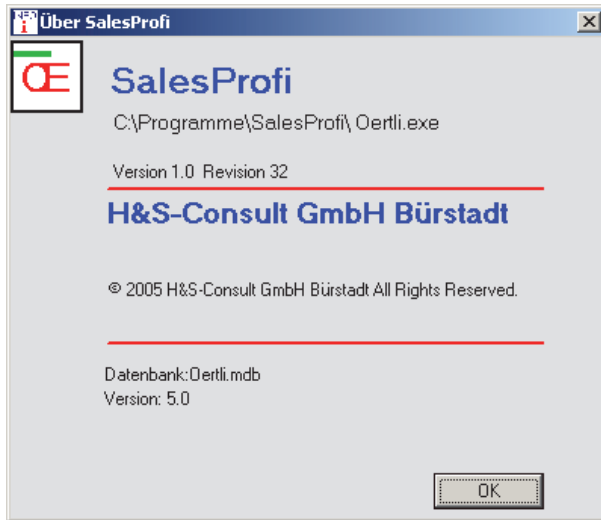 Über SalesProfi
Œ
SalesProfi
C:\Programme\SalesProfi\ Oertli.exe
Version 1.0 Revision 32
H&S-Consult GmbH Bürstadt
© 2005 H&S-Consult GmbH Bürstadt All Rights Reserved.
Datenbank:Oertli.mdb
Version: 5.0
OK